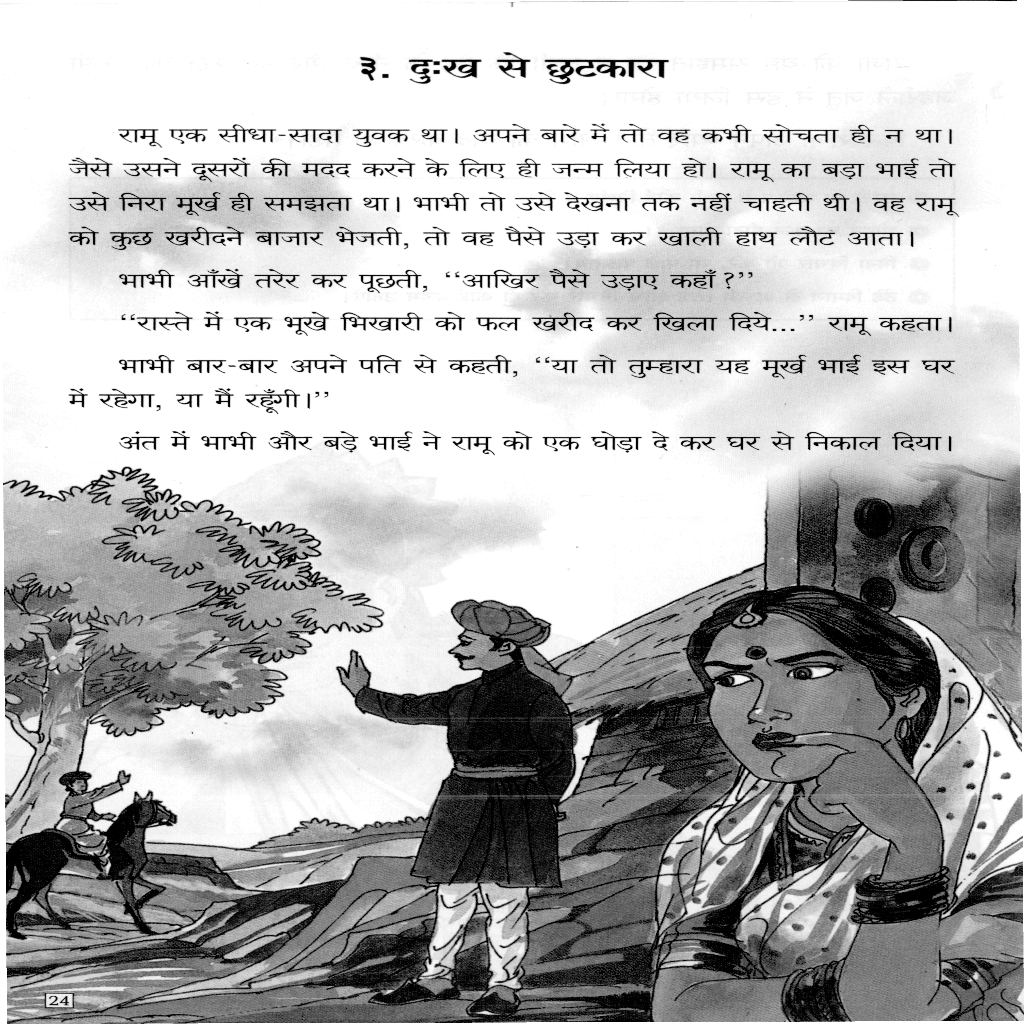 ३. दुःख से छुटकारा
रामू एक सीधा-सादा युवक था। अपने बारे में तो वह कभी सोचता ही न था।
जैसे उसने दूसरों की मदद करने के लिए ही जन्म लिया हो। रामू का बड़ा भाई तो
उसे निरा मूर्ख ही समझता था। भाभी तो उसे देखना तक नहीं चाहती थी। वह रामू
को कुछ खरीदने बाजार भेजती, तो वह पैसे उड़ा कर खाली हाथ लौट आता।
भाभी आँखें तरेर कर पूछती, ‘‘आखिर पैसे उड़ाए कहाँ ?’’
‘‘रास्ते में एक भूखे भिखारी को फल खरीद कर खिला दिये...’’ रामू कहता।
भाभी बार-बार अपने पति से कहती, ‘‘या तो तुम्हारा यह मूर्ख भाई इस घर
में रहेगा, या मैं रहूँगी।’’
अंत में भाभी और बड़े भाई ने रामू को एक घोड़ा दे कर घर से निकाल दिया।
24